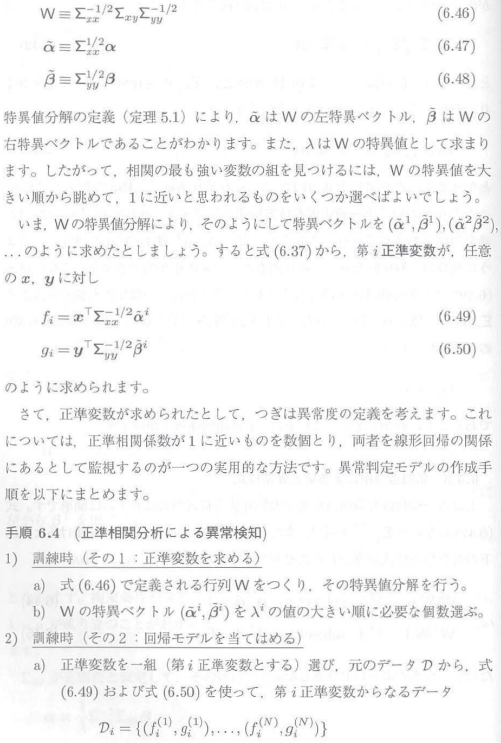 W ≡ Σ_{xx}^{-1/2} Σ_{xy} Σ_{yy}^{-1/2} (6.46)
α̃ ≡ Σ_{xx}^{1/2} α (6.47)
β̃ ≡ Σ_{yy}^{1/2} β (6.48)
特異値分解の定義（定理 5.1）により，α̃ は W の左特異ベクトル，β̃ は W の
右特異ベクトルであることがわかります。また，λ は W の特異値として求まり
ます。したがって，相関の最も強い変数の組を見つけるには，W の特異値を大
きい順から眺めて，1 に近いと思われるものをいくつか選べばよいでしょう。
いま，W の特異値分解により，そのようにして特異ベクトルを (α̃¹, β̃¹), (α̃² β̃²),
... のように求めたとしましょう。すると式 (6.37) から，第 i 正準変数が，任意
の x，y に対し
f_i = x^⊤ Σ_{xx}^{-1/2} α̃^i (6.49)
g_i = y^⊤ Σ_{yy}^{-1/2} β̃^i (6.50)
のように求められます。
さて，正準変数が求められたとして，つぎは異常度の定義を考えます。これ
については，正準相関係数が 1 に近いものを数個とり，両者を線形回帰の関係
にあるとして監視するのが一つの実用的な方法です。異常判定モデルの作成手
順を以下にまとめます。
手順 6.4 (正準相関分析による異常検知)
1) 訓練時（その 1：正準変数を求める）
a) 式 (6.46) で定義される行列 W をつくり，その特異値分解を行う。
b) W の特異ベクトル (α̃^i, β̃^i) を λ^i の値の大きい順に必要な個数選ぶ。
2) 訓練時（その 2：回帰モデルを当てはめる）
a) 正準変数を一組（第 i 正準変数とする）選び，元のデータ 𝒟 から，式
(6.49) および式 (6.50) を使って，第 i 正準変数からなるデータ
𝒟_i = {(f_i^{(1)}, g_i^{(1)}), ..., (f_i^{(N)}, g_i^{(N)})}